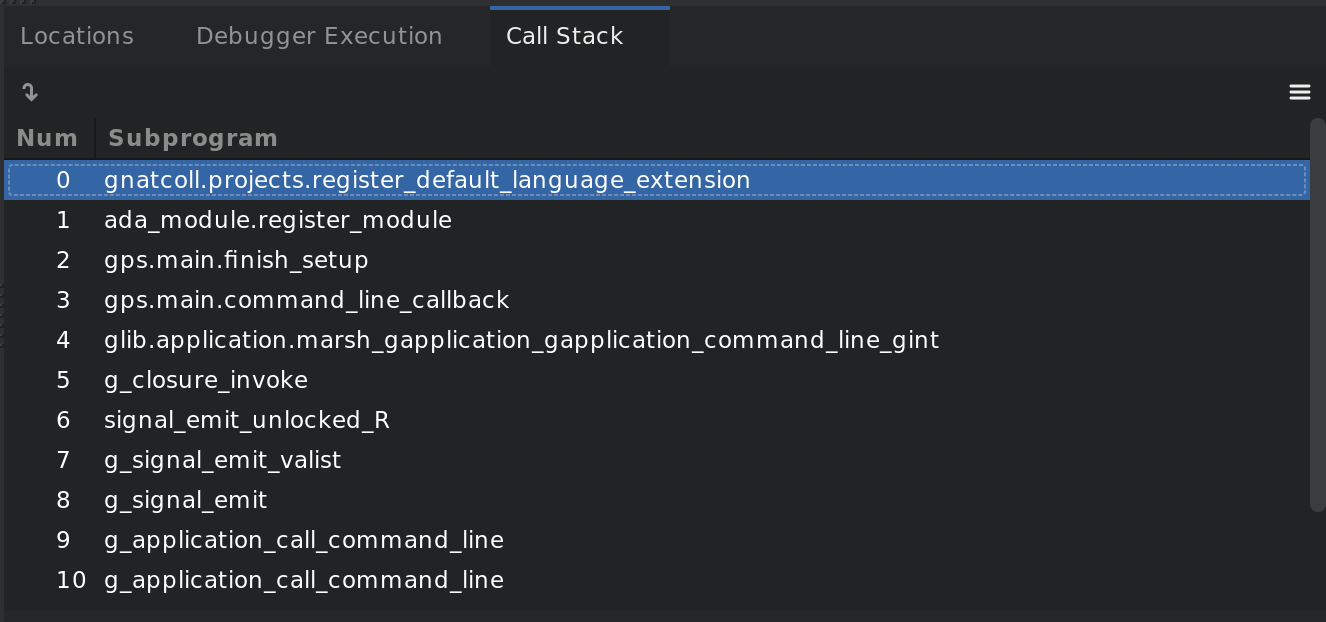 Locations Debugger Execution Call Stack
Num Subprogram
0 gnatcoll.projects.register_default_language_extension
1 ada_module.register_module
2 gps.main.finish_setup
3 gps.main.command_line_callback
4 glib.application.marsh_gapplication_gapplication_command_line_gint
5 g_closure_invoke
6 signal_emit_unlocked_R
7 g_signal_emit_valist
8 g_signal_emit
9 g_application_call_command_line
10 g_application_call_command_line